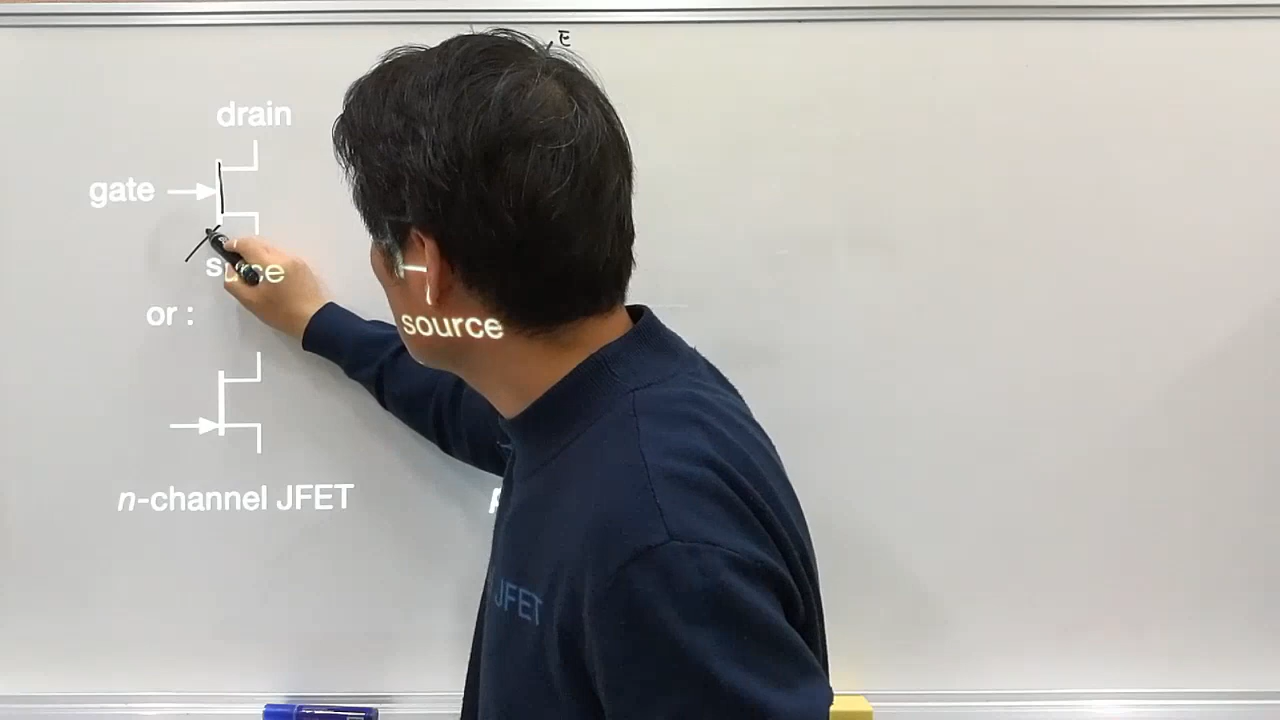 E
drain
gate
source
or :
source
n-channel JFET
JFET